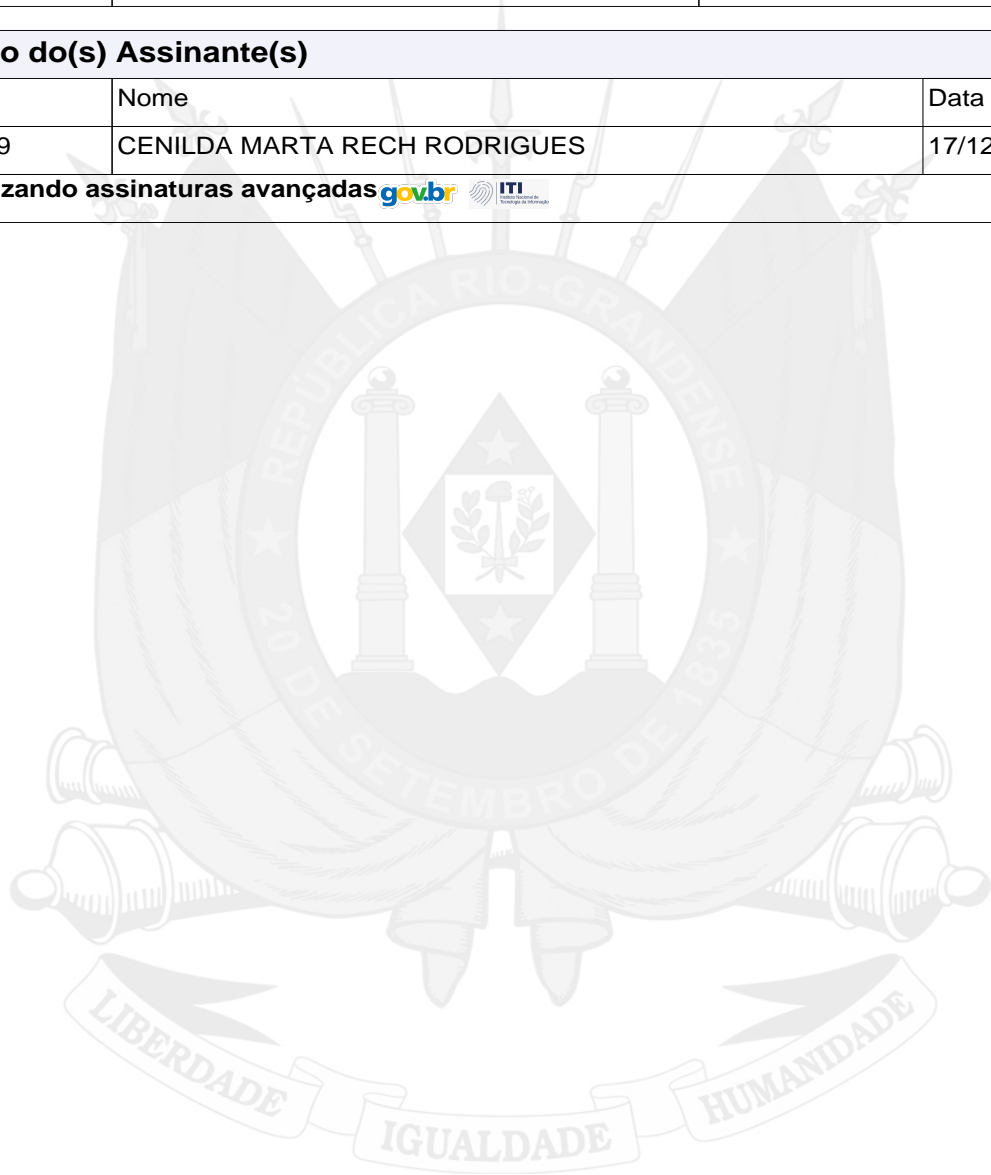 o do(s) Assinante(s)
Nome Data
9 CENILDA MARTA RECH RODRIGUES 17/12
zando assinaturas avançadas gov.br ITI
REPÚBLICA RIO-GRANDENSE
20 DE SETEMBRO DE 1835
LIBERDADE IGUALDADE HUMANIDADE